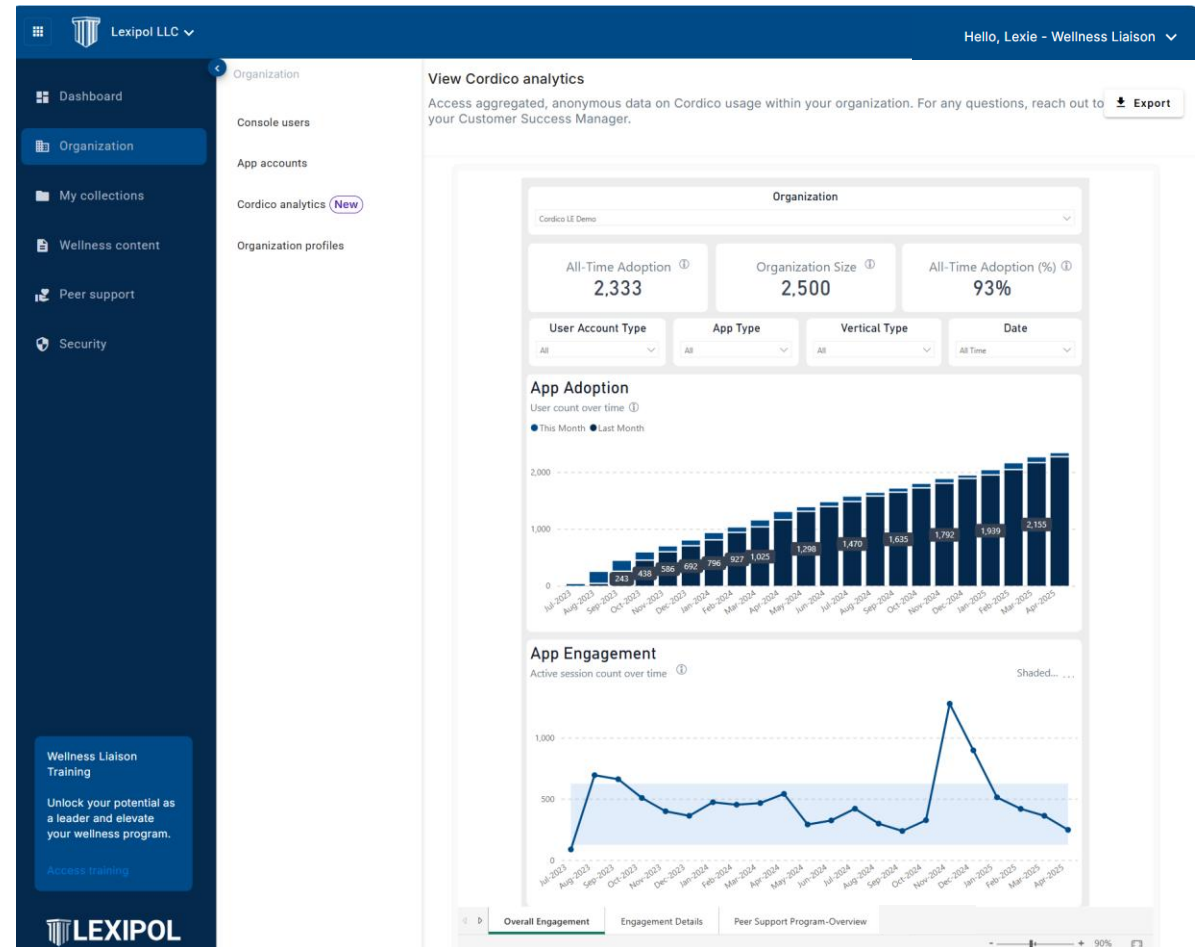 Lexipol LLC
Hello, Lexie - Wellness Liaison
Dashboard
Organization
My collections
Wellness content
Peer support
Security
Wellness Liaison
Training
Unlock your potential as
a leader and elevate
your wellness program.
Access training
LEXIPOL
Organization
Console users
App accounts
Cordico analytics New
Organization profiles
View Cordico analytics
Access aggregated, anonymous data on Cordico usage within your organization. For any questions, reach out to
your Customer Success Manager.
Export
Organization
Cordico LE Demo
All-Time Adoption
2,333
Organization Size
2,500
All-Time Adoption (%)
93%
User Account Type
All
App Type
All
Vertical Type
All
Date
All Time
App Adoption
User count over time
This Month Last Month
2,000
1,000
0
243 438 586 692 796 927 1,025 1,298 1,470 1,635 1,792 1,939 2,155
Jul-2023 Aug-2023 Sep-2023 Oct-2023 Nov-2023 Dec-2023 Jan-2024 Feb-2024 Mar-2024 Apr-2024 May-2024 Jun-2024 Jul-2024 Aug-2024 Sep-2024 Oct-2024 Nov-2024 Dec-2024 Jan-2025 Feb-2025 Mar-2025 Apr-2025
App Engagement
Active session count over time
Shaded... ...
1,000
500
0
Jul-2023 Aug-2023 Sep-2023 Oct-2023 Nov-2023 Dec-2023 Jan-2024 Feb-2024 Mar-2024 Apr-2024 May-2024 Jun-2024 Jul-2024 Aug-2024 Sep-2024 Oct-2024 Nov-2024 Dec-2024 Jan-2025 Feb-2025 Mar-2025 Apr-2025
Overall Engagement
Engagement Details
Peer Support Program-Overview
- + 90%